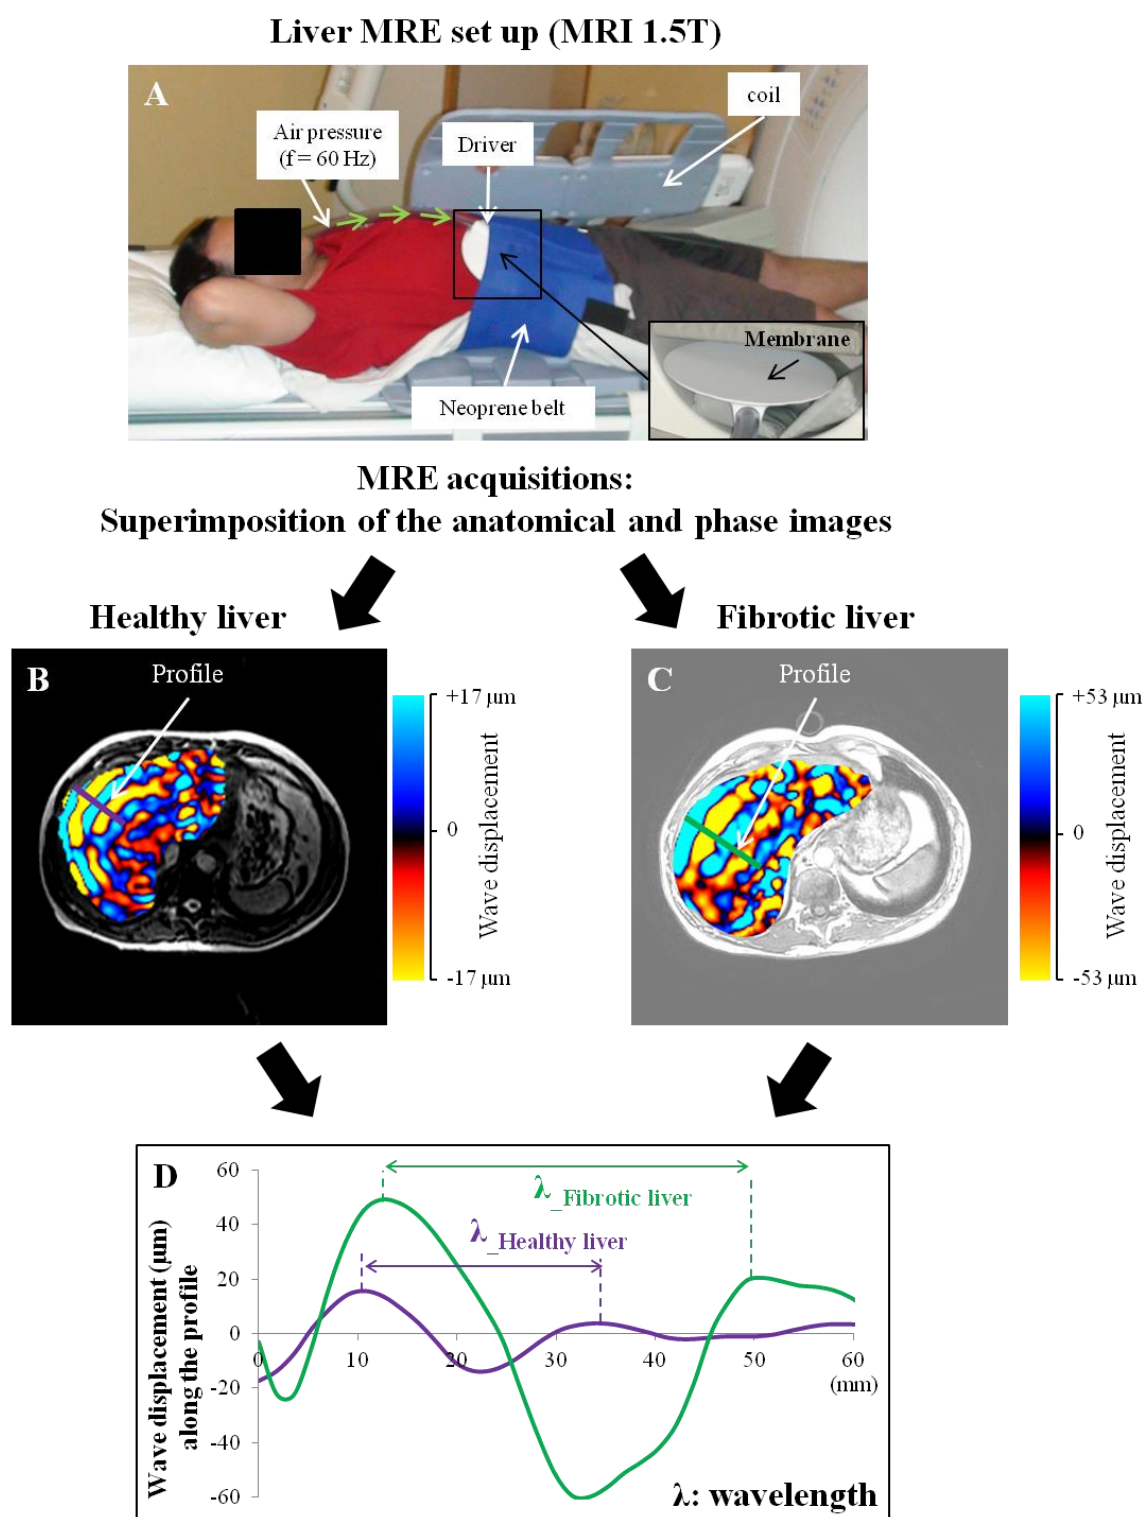 Liver MRE set up (MRI 1.5T)
A
coil
Air pressure
(f = 60 Hz)
Driver
Membrane
Neoprene belt
MRE acquisitions:
Superimposition of the anatomical and phase images
Healthy liver
Fibrotic liver
B
Profile
+17 µm
0
-17 µm
Wave displacement
C
Profile
+53 µm
0
-53 µm
Wave displacement
D
60
40
20
0
-20
-40
-60
Wave displacement (µm)
along the profile
λ_Fibrotic liver
λ_Healthy liver
0
10
20
30
40
50
60
(mm)
λ: wavelength